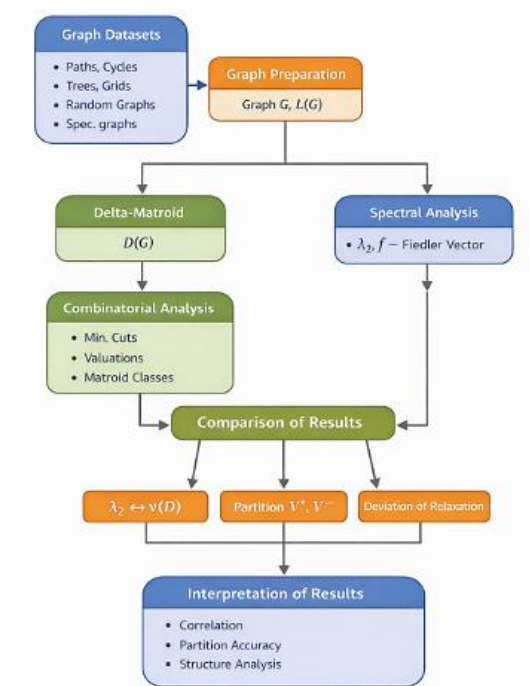 Graph Datasets
• Paths, Cycles
• Trees, Grids
• Random Graphs
• Spec. graphs
Graph Preparation
Graph G, L(G)
Delta-Matroid
D(G)
Spectral Analysis
• λ₂, f − Fiedler Vector
Combinatorial Analysis
• Min. Cuts
• Valuations
• Matroid Classes
Comparison of Results
λ₂ ↔ ν(D)
Partition V⁺, V⁻
Deviation of Relaxation
Interpretation of Results
• Correlation
• Partition Accuracy
• Structure Analysis